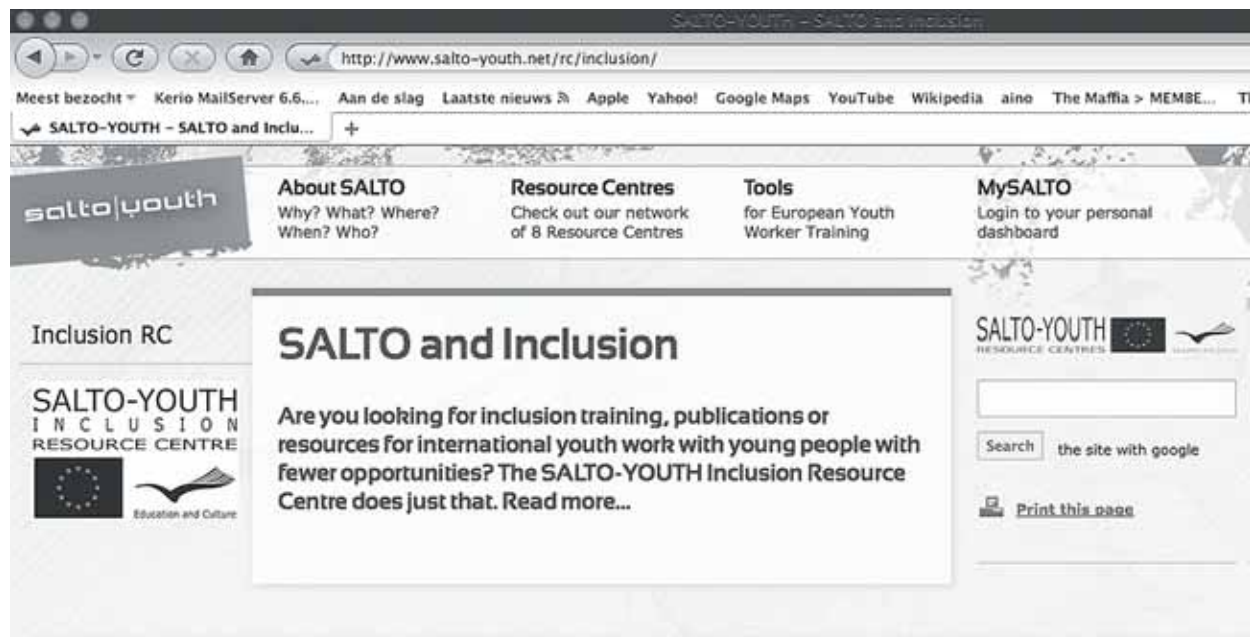 SALTO-YOUTH – SALTO and Inclusion
http://www.salto-youth.net/rc/inclusion/
Meest bezocht Kerio MailServer 6.6.... Aan de slag Laatste nieuws Apple Yahoo! Google Maps YouTube Wikipedia aino The Maffia > MEMBE...
SALTO-YOUTH – SALTO and Inclu... +
salto|youth
About SALTO
Why? What? Where?
When? Who?
Resource Centres
Check out our network
of 8 Resource Centres
Tools
for European Youth
Worker Training
MySALTO
Login to your personal
dashboard
Inclusion RC
SALTO-YOUTH
INCLUSION
RESOURCE CENTRE
Education and Culture
SALTO and Inclusion
Are you looking for inclusion training, publications or
resources for international youth work with young people with
fewer opportunities? The SALTO-YOUTH Inclusion Resource
Centre does just that. Read more...
SALTO-YOUTH
RESOURCE CENTRES
Search the site with google
Print this page